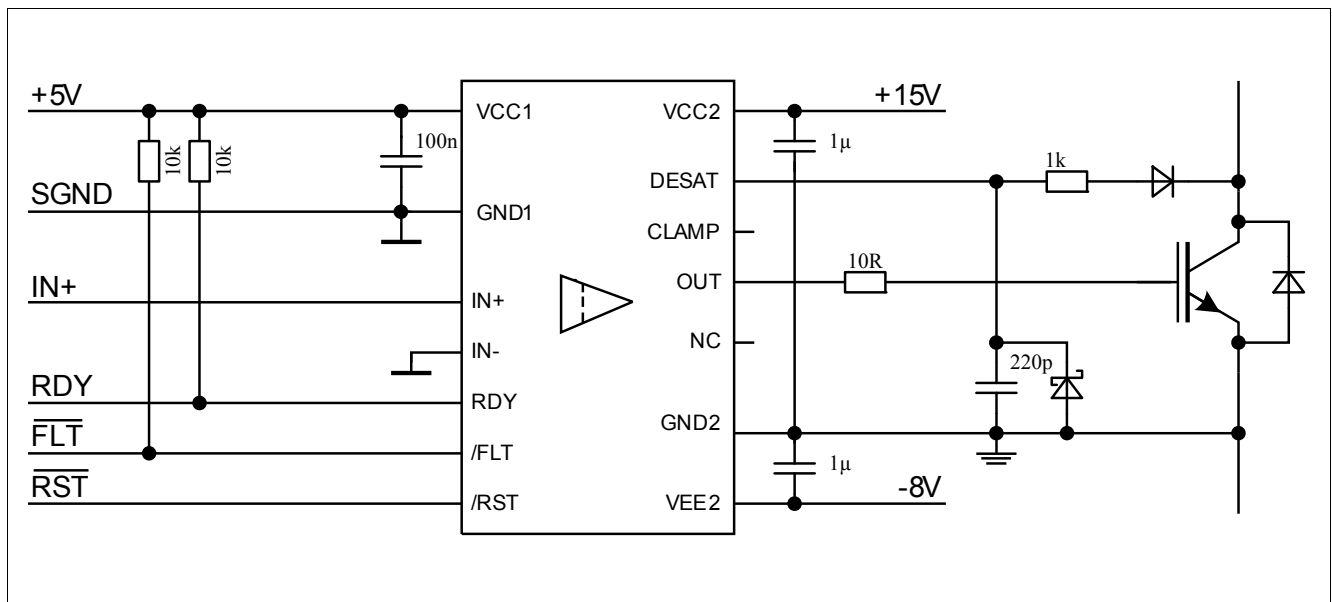 +5V
SGND
IN+
RDY
FLT
RST
10k
10k
100n
VCC1
GND1
IN+
IN-
RDY
/FLT
/RST
VCC2
DESAT
CLAMP
OUT
NC
GND2
VEE2
+15V
1µ
1k
10R
220p
1µ
-8V